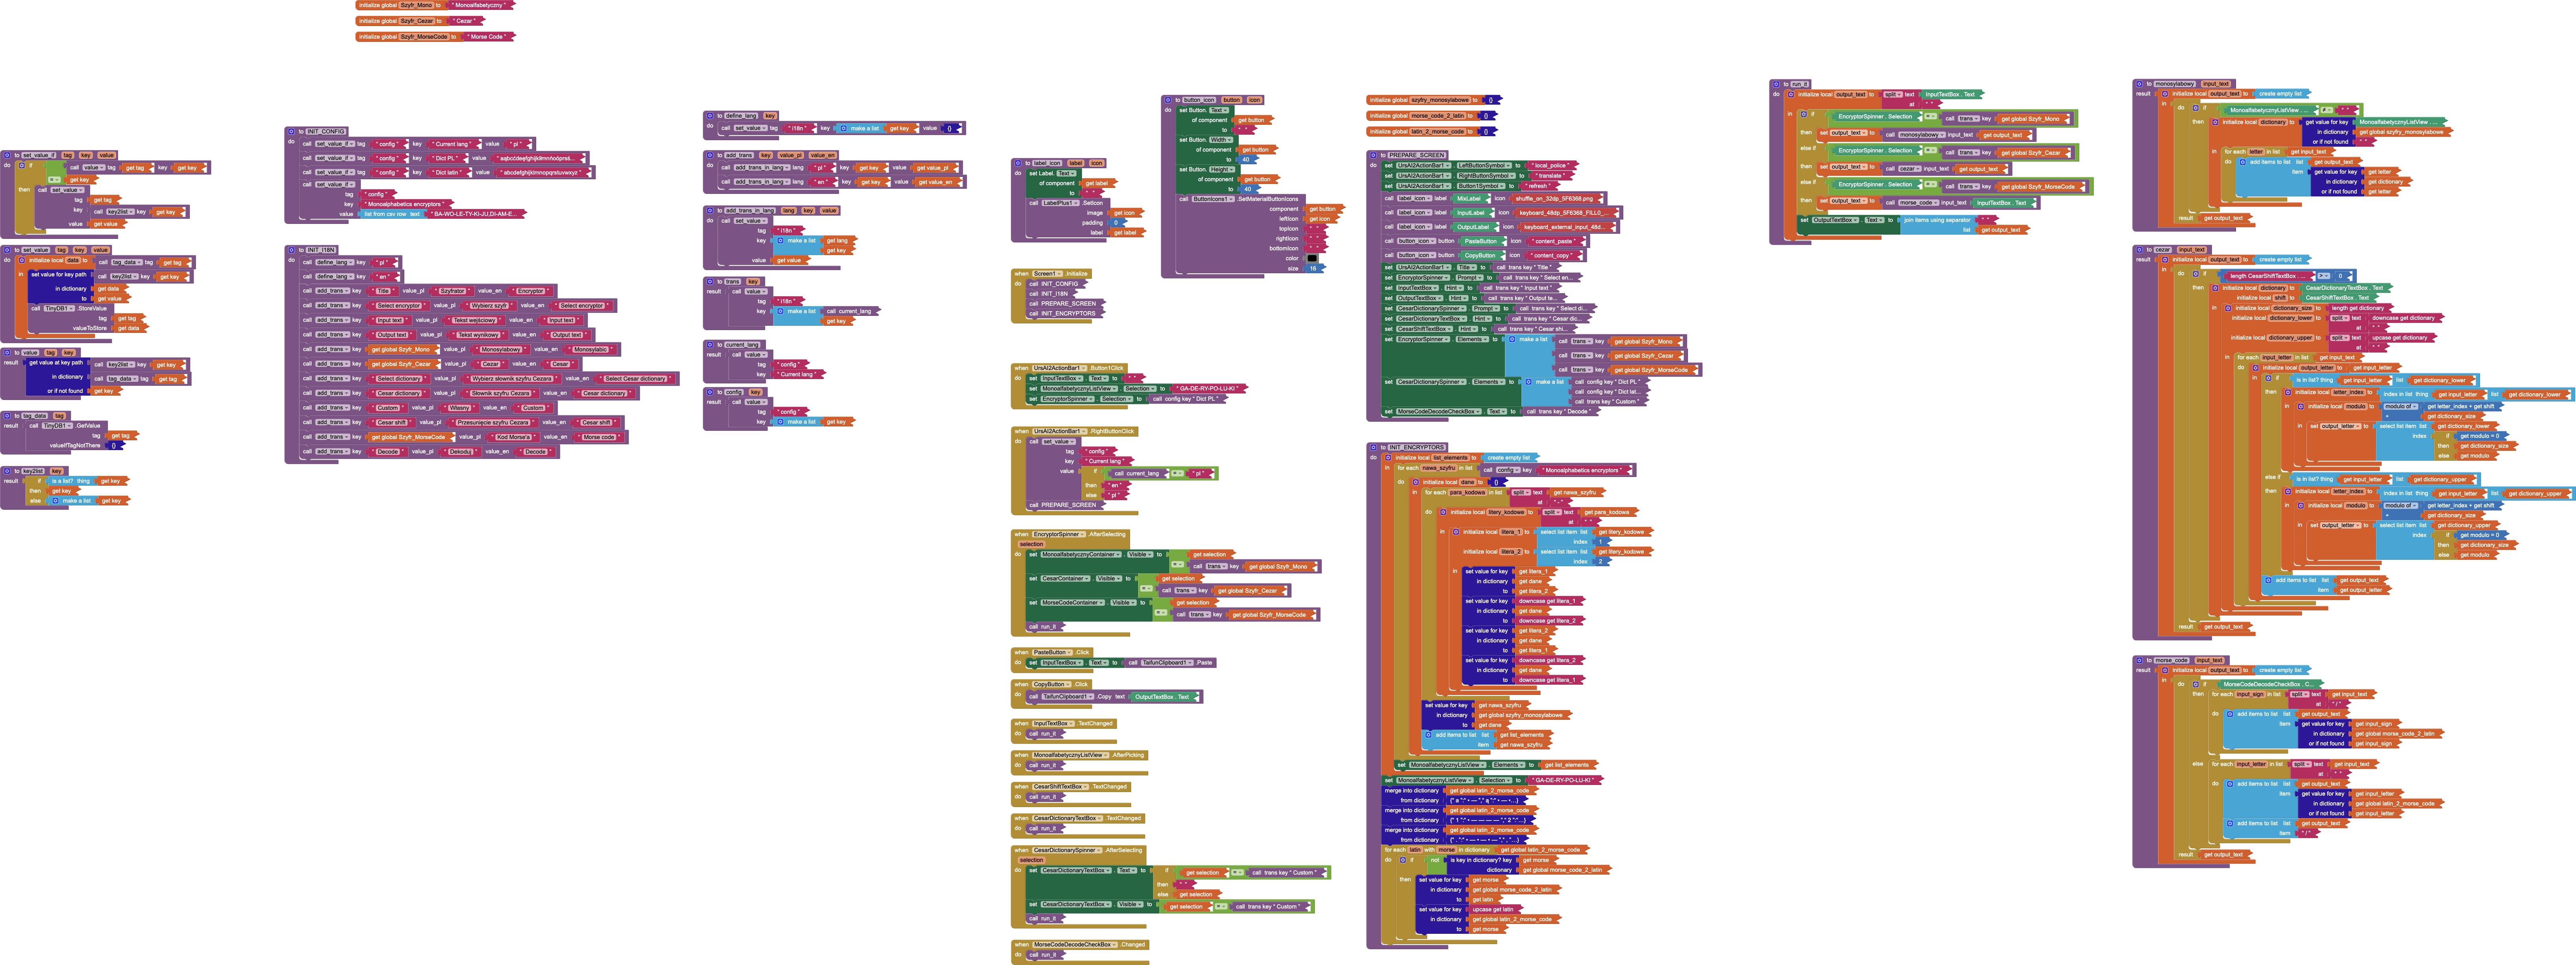 initialize global Szyfr_Mono to " Monoalfabetyczny "
initialize global Szyfr_Cezar to " Cezar "
initialize global Szyfr_MorseCode to " Morse Code "
to set_value_if tag key value
do if call value tag get tag key get key
= get key
then call set_value
tag get tag
key call key2list key get key
value get value
to set_value tag key value
do initialize local data to call tag_data tag get tag
in set value for key path call key2list key get key
in dictionary get data
to get value
call TinyDB1 .StoreValue
tag get tag
valueToStore get data
to value tag key
result get value at key path call key2list key get key
in dictionary call tag_data tag get tag
or if not found get key
to tag_data tag
result call TinyDB1 .GetValue
tag get tag
valueIfTagNotThere {}
to key2list key
result if is a list? thing get key
then get key
else make a list get key
to INIT_CONFIG
do call set_value_if tag " config " key " Current lang " value " pl "
call set_value_if tag " config " key " Dict PL " value
call set_value_if tag " config " key " Dict latin " value " abcdefghijklmnopqrstuvwxyz "
call set_value_if
tag " config "
key " Monoalphabetics encryptors "
value list from csv row text " BA-WO-LE-TY-KI-JU,DI-AM-E...
to INIT_I18N
do call define_lang key " pl "
call define_lang key " en "
call add_trans key " Title " value_pl " Szyfrator " value_en " Encryptor "
call add_trans key " Select encryptor " value_pl " Wybierz szyfr " value_en " Select encryptor "
call add_trans key " Input text " value_pl " Tekst wejściowy " value_en " Input text "
call add_trans key " Output text " value_pl " Tekst wynikowy " value_en " Output text "
call add_trans key get global Szyfr_Mono value_pl " Monosylabowy " value_en " Monosylabic "
call add_trans key get global Szyfr_Cezar value_pl " Cezar " value_en " Cesar "
call add_trans key " Select dictionary " value_pl " Wybierz słownik szyfru Cezara " value_en " Select Cesar dictionary "
call add_trans key " Cesar dictionary " value_pl " Słownik szyfru Cezara " value_en " Cesar dictionary "
call add_trans key " Custom " value_pl " Własny " value_en " Custom "
call add_trans key " Cesar shift " value_pl " Przesunięcie szyfru Cezara " value_en " Cesar shift "
call add_trans key get global Szyfr_MorseCode value_pl " Kod Morse'a " value_en " Morse code "
call add_trans key " Decode " value_pl " Dekoduj " value_en " Decode "
to define_lang key
do call set_value tag " i18n " key make a list get key value {}
to add_trans key value_pl value_en
do call add_trans_in_lang lang " pl " key get key value get value_pl
call add_trans_in_lang lang " en " key get key value get value_en
to add_trans_in_lang lang key value
do call set_value
tag " i18n "
key make a list get lang
get key
value get value
to trans key
result call value
tag " i18n "
key make a list call current_lang
get key
to current_lang
result call value
tag " config "
key " Current lang "
to config key
result call value
tag " config "
key make a list get key
to label_icon label icon
do set Label. Text
of component get label
to " "
call LabelPlus1 .SetIcon
image get icon
padding 0
label get label
to button_icon button icon
do set Button. Text
of component get button
to " "
set Button. Width
of component get button
to 40
set Button. Height
of component get button
to 40
call ButtonIcons1 .SetMaterialButtonIcons
component get button
leftIcon get icon
topIcon " "
rightIcon " "
bottomIcon " "
color
size 16
when Screen1 .Initialize
do call INIT_CONFIG
call INIT_I18N
call PREPARE_SCREEN
call INIT_ENCRYPTORS
when UrsAI2ActionBar1 .Button1Click
do set InputTextBox . Text to " "
set MonoalfabetycznyListView . Selection to " GA-DE-RY-PO-LU-KI "
set EncryptorSpinner . Selection to call config key " Dict PL "
when UrsAI2ActionBar1 .RightButtonClick
do call set_value
tag " config "
key " Current lang "
value if call current_lang = " pl "
then " en "
else " pl "
call PREPARE_SCREEN
when EncryptorSpinner .AfterSelecting
selection
do set MonoalfabetycznyContainer . Visible to get selection
= call trans key get global Szyfr_Mono
set CesarContainer . Visible to get selection
= call trans key get global Szyfr_Cezar
set MorseCodeContainer . Visible to get selection
= call trans key get global Szyfr_MorseCode
call run_it
when PasteButton .Click
do set InputTextBox . Text to call TaifunClipboard1 .Paste
when CopyButton .Click
do call TaifunClipboard1 .Copy text OutputTextBox . Text
when InputTextBox .TextChanged
do call run_it
when MonoalfabetycznyListView .AfterPicking
do call run_it
when CesarShiftTextBox .TextChanged
do call run_it
when CesarDictionaryTextBox .TextChanged
do call run_it
when CesarDictionarySpinner .AfterSelecting
selection
do set CesarDictionaryTextBox . Text to if get selection = call trans key " Custom "
then " "
else get selection
set CesarDictionaryTextBox . Visible to get selection = call trans key " Custom "
call run_it
when MorseCodeDecodeCheckBox .Changed
do call run_it
initialize global szyfry_monosylabowe to {}
initialize global morse_code_2_latin to {}
initialize global latin_2_morse_code to {}
to PREPARE_SCREEN
do set UrsAI2ActionBar1 . LeftButtonSymbol to " local_police "
set UrsAI2ActionBar1 . RightButtonSymbol to " translate "
set UrsAI2ActionBar1 . Button1Symbol to " refresh "
call label_icon label MixLabel icon shuffle_on_32dp_5F6368.png
call label_icon label InputLabel icon keyboard_48dp_5F6368_FILL0_...
call label_icon label OutputLabel icon keyboard_external_input_48d...
call button_icon button PasteButton icon " content_paste "
call button_icon button CopyButton icon " content_copy "
set UrsAI2ActionBar1 . Title to call trans key " Title "
set EncryptorSpinner . Prompt to call trans key " Select en...
set InputTextBox . Hint to call trans key " Input text "
set OutputTextBox . Hint to call trans key " Output te...
set CesarDictionarySpinner . Prompt to call trans key " Select di...
set CesarDictionaryTextBox . Hint to call trans key " Cesar dic...
set CesarShiftTextBox . Hint to call trans key " Cesar shi...
set EncryptorSpinner . Elements to make a list call trans key get global Szyfr_Mono
call trans key get global Szyfr_Cezar
call trans key get global Szyfr_MorseCode
set CesarDictionarySpinner . Elements to make a list call config key " Dict PL "
call config key " Dict lat...
call trans key " Custom "
set MorseCodeDecodeCheckBox . Text to call trans key " Decode "
to INIT_ENCRYPTORS
do initialize local list_elements to create empty list
in for each nawa_szyfru in list call config key " Monoalphabetics encryptors "
do initialize local dane to {}
in for each para_kodowa in list split text get nawa_szyfru
at " - "
do initialize local litery_kodowe to split text get para_kodowa
at " "
in initialize local litera_1 to select list item list get litery_kodowe
index 1
initialize local litera_2 to select list item list get litery_kodowe
index 2
in set value for key get litera_1
in dictionary get dane
to get litera_2
set value for key downcase get litera_1
in dictionary get dane
to downcase get litera_2
set value for key get litera_2
in dictionary get dane
to get litera_1
set value for key downcase get litera_2
in dictionary get dane
to downcase get litera_1
set value for key get nawa_szyfru
in dictionary get global szyfry_monosylabowe
to get dane
add items to list list get list_elements
item get nawa_szyfru
set MonoalfabetycznyListView . Elements to get list_elements
set MonoalfabetycznyListView . Selection to " GA-DE-RY-PO-LU-KI "
merge into dictionary get global latin_2_morse_code
from dictionary
merge into dictionary get global latin_2_morse_code
from dictionary
merge into dictionary get global latin_2_morse_code
from dictionary
for each latin with morse in dictionary get global latin_2_morse_code
do if not is key in dictionary? key get morse
dictionary get global morse_code_2_latin
then set value for key get morse
in dictionary get global morse_code_2_latin
to get latin
set value for key upcase get latin
in dictionary get global latin_2_morse_code
to get morse
to run_it
do initialize local output_text to split text InputTextBox . Text
at " "
in if EncryptorSpinner . Selection = call trans key get global Szyfr_Mono
then set output_text to call monosylabowy input_text get output_text
else if EncryptorSpinner . Selection = call trans key get global Szyfr_Cezar
then set output_text to call cezar input_text get output_text
else if EncryptorSpinner . Selection = call trans key get global Szyfr_MorseCode
then set output_text to call morse_code input_text InputTextBox . Text
set OutputTextBox . Text to join items using separator " "
list get output_text
to monosylabowy input_text
result initialize local output_text to create empty list
in do if MonoalfabetycznyListView .... ≠ " "
then initialize local dictionary to get value for key MonoalfabetycznyListView ....
in dictionary get global szyfry_monosylabowe
or if not found " "
in for each letter in list get input_text
do add items to list list get output_text
item get value for key get letter
in dictionary get dictionary
or if not found get letter
result get output_text
to cezar input_text
result initialize local output_text to create empty list
in do if length CesarShiftTextBox .... > 0
then initialize local dictionary to CesarDictionaryTextBox . Text
initialize local shift to CesarShiftTextBox . Text
in initialize local dictionary_size to length get dictionary
initialize local dictionary_lower to split text downcase get dictionary
at " "
initialize local dictionary_upper to split text upcase get dictionary
at " "
in for each input_letter in list get input_text
do initialize local output_letter to get input_letter
in if is in list? thing get input_letter list get dictionary_lower
then initialize local letter_index to index in list thing get input_letter list get dictionary_lower
in initialize local modulo to modulo of get letter_index + get shift
÷ get dictionary_size
in set output_letter to select list item list get dictionary_lower
index if get modulo = 0
then get dictionary_size
else get modulo
else if is in list? thing get input_letter list get dictionary_upper
then initialize local letter_index to index in list thing get input_letter list get dictionary_upper
in initialize local modulo to modulo of get letter_index + get shift
÷ get dictionary_size
in set output_letter to select list item list get dictionary_upper
index if get modulo = 0
then get dictionary_size
else get modulo
add items to list list get output_text
item get output_letter
result get output_text
to morse_code input_text
result initialize local output_text to create empty list
in do if MorseCodeDecodeCheckBox . C...
then for each input_sign in list split text get input_text
at " / "
do add items to list list get output_text
item get value for key get input_sign
in dictionary get global morse_code_2_latin
or if not found get input_sign
else for each input_letter in list split text get input_text
at " "
do add items to list list get output_text
item get value for key get input_letter
in dictionary get global latin_2_morse_code
or if not found get input_letter
add items to list list get output_text
item " / "
result get output_text